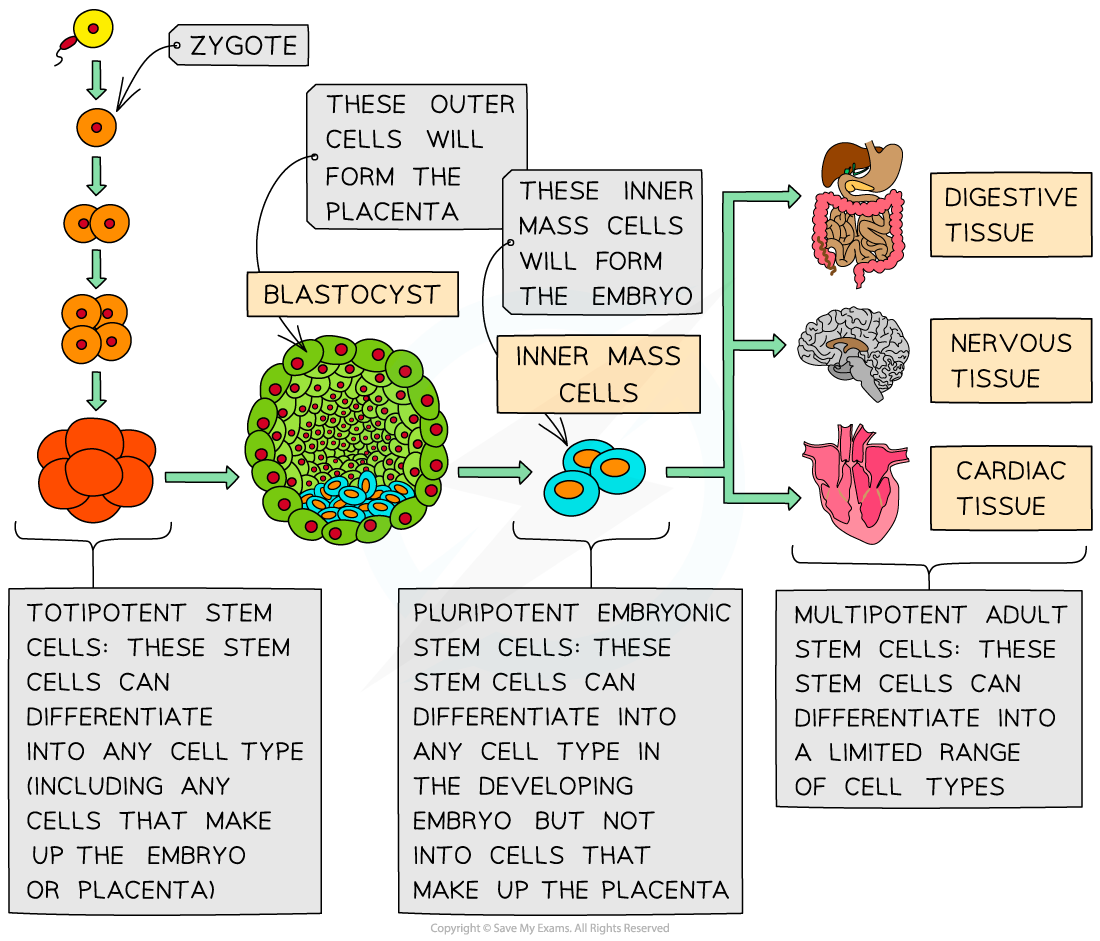 ZYGOTE
THESE OUTER
CELLS WILL
FORM THE
PLACENTA
THESE INNER
MASS CELLS
WILL FORM
THE EMBRYO
BLASTOCYST
INNER MASS
CELLS
DIGESTIVE
TISSUE
NERVOUS
TISSUE
CARDIAC
TISSUE
TOTIPOTENT STEM
CELLS: THESE STEM
CELLS CAN
DIFFERENTIATE
INTO ANY CELL TYPE
(INCLUDING ANY
CELLS THAT MAKE
UP THE EMBRYO
OR PLACENTA)
PLURIPOTENT EMBRYONIC
STEM CELLS: THESE
STEM CELLS CAN
DIFFERENTIATE INTO
ANY CELL TYPE IN
THE DEVELOPING
EMBRYO BUT NOT
INTO CELLS THAT
MAKE UP THE PLACENTA
MULTIPOTENT ADULT
STEM CELLS: THESE
STEM CELLS CAN
DIFFERENTIATE INTO
A LIMITED RANGE
OF CELL TYPES
Copyright © Save My Exams. All Rights Reserved